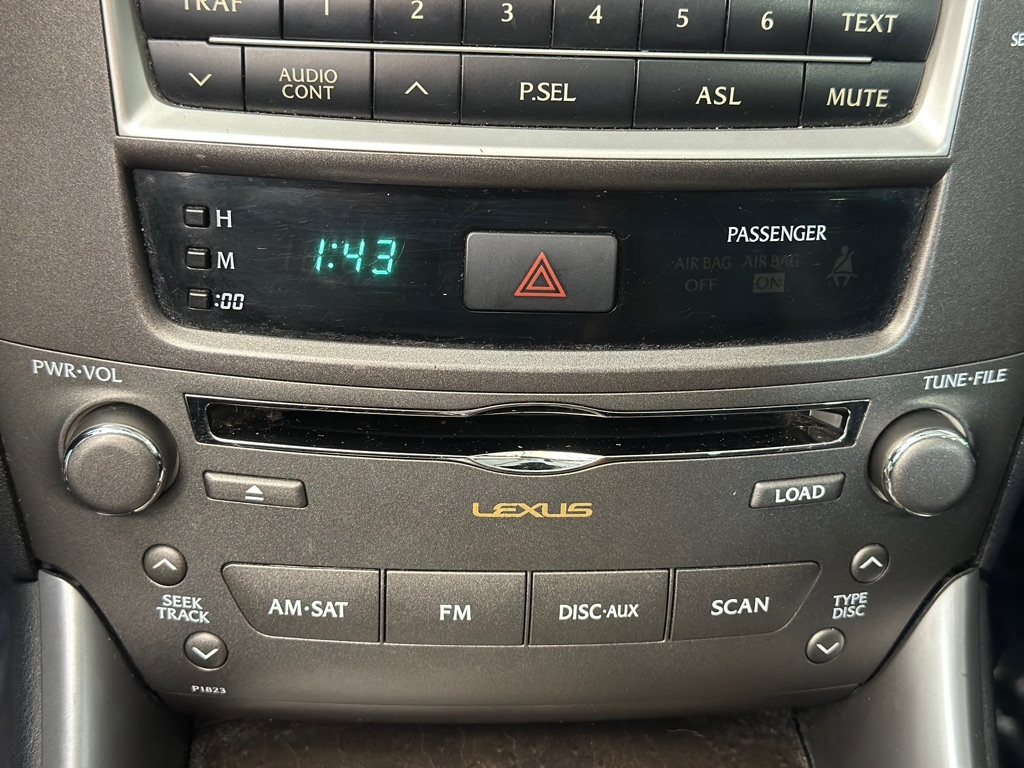 TRAF 1 2 3 4 5 6 TEXT
AUDIO
CONT
P.SEL ASL MUTE
H
M
:00
1:43
PASSENGER
AIR BAG
OFF
AIR BAG
ON
PWR·VOL
TUNE·FILE
LEXUS
LOAD
SEEK
TRACK
AM·SAT FM DISC·AUX SCAN
TYPE
DISC
P1823